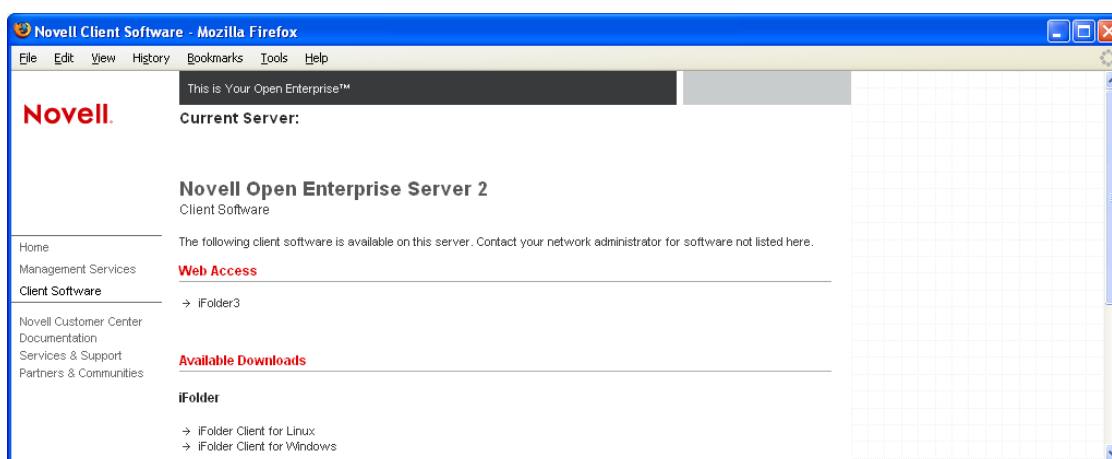 Novell Client Software - Mozilla Firefox
File Edit View History Bookmarks Tools Help
This is Your Open Enterprise™
Novell.
Current Server:
Novell Open Enterprise Server 2
Client Software
The following client software is available on this server. Contact your network administrator for software not listed here.
Home
Management Services
Client Software
Novell Customer Center
Documentation
Services & Support
Partners & Communities
Web Access
→ iFolder3
Available Downloads
iFolder
→ iFolder Client for Linux
→ iFolder Client for Windows